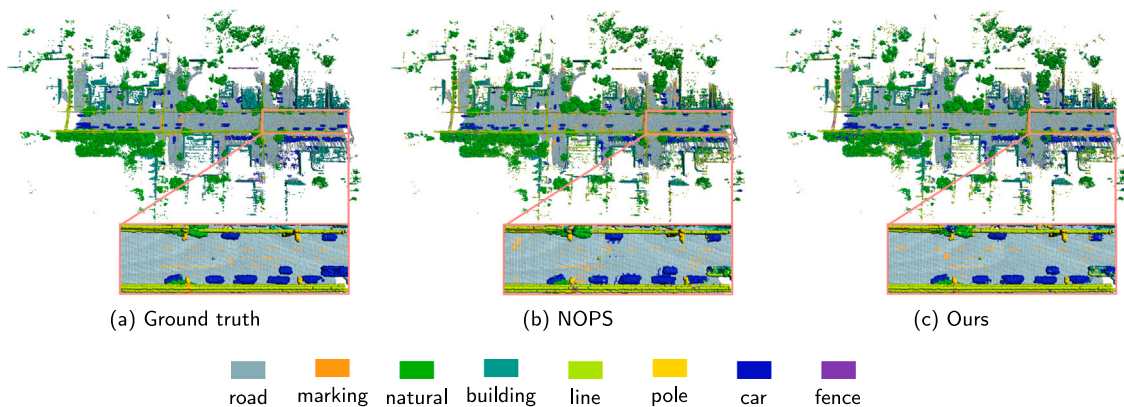 (a) Ground truth
(b) NOPS
(c) Ours
road marking natural building line pole car fence